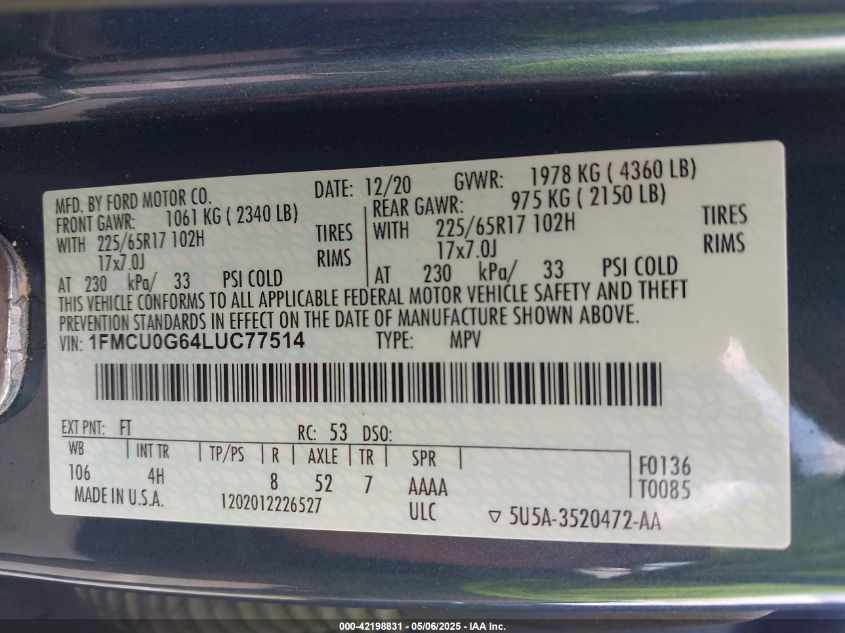 MFD. BY FORD MOTOR CO. DATE: 12/20 GVWR: 1978 KG ( 4360 LB)
FRONT GAWR: 1061 KG ( 2340 LB) REAR GAWR: 975 KG ( 2150 LB)
WITH 225/65R17 102H TIRES WITH 225/65R17 102H TIRES
17x7.0J RIMS 17x7.0J RIMS
AT 230 kPa/ 33 PSI COLD AT 230 kPa/ 33 PSI COLD
THIS VEHICLE CONFORMS TO ALL APPLICABLE FEDERAL MOTOR VEHICLE SAFETY AND THEFT
PREVENTION STANDARDS IN EFFECT ON THE DATE OF MANUFACTURE SHOWN ABOVE.
VIN: 1FMCU0G64LUC77514 TYPE: MPV
EXT PNT: FT RC: 53 DSO:
WB INT TR TP/PS R AXLE TR SPR F0136
106 4H 8 52 7 AAAA T0085
MADE IN U.S.A. 1202012226527 ULC ▽ 5U5A-3520472-AA
000-42198831 - 05/06/2025 - IAA Inc.